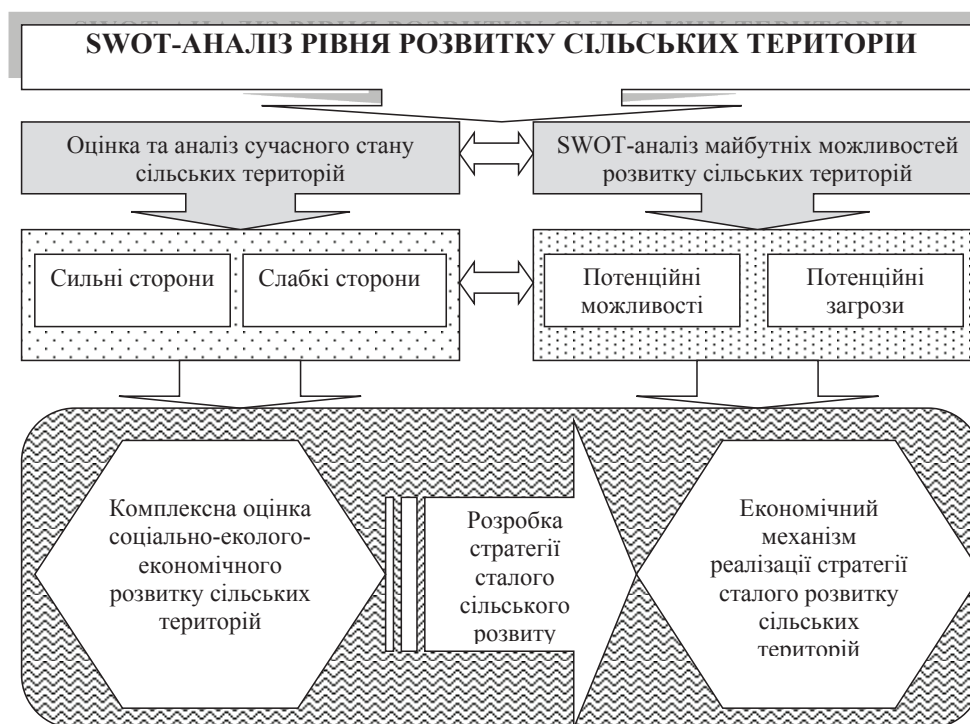 SWOT-АНАЛІЗ РІВНЯ РОЗВИТКУ СІЛЬСЬКИХ ТЕРИТОРІЙ
Оцінка та аналіз сучасного стану
сільських територій
SWOT-аналіз майбутніх можливостей
розвитку сільських територій
Сильні сторони
Слабкі сторони
Потенційні
можливості
Потенційні
загрози
Комплексна оцінка
соціально-еколого-
економічного
розвитку сільських
територій
Розробка
стратегії
сталого
сільського
розвиту
Економічний
механізм
реалізації стратегії
сталого розвитку
сільських
територій